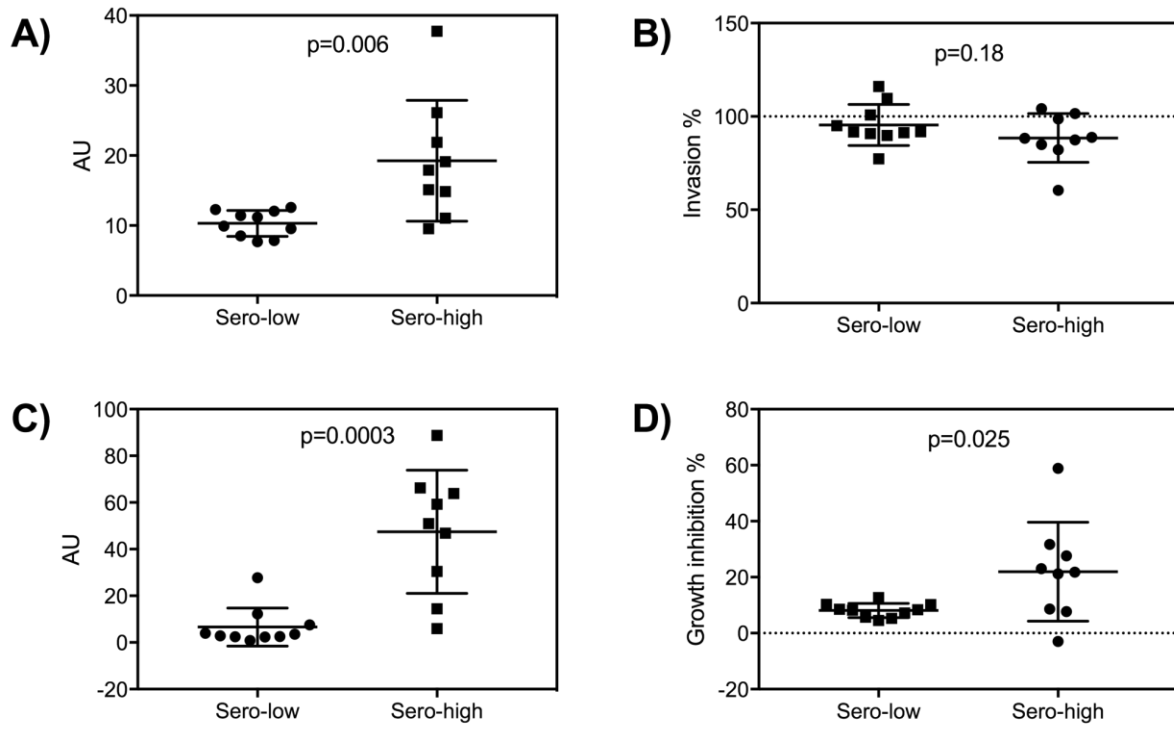 A)
AU
40
30
20
10
0
p=0.006
Sero-low
Sero-high
B)
Invasion %
150
100
50
0
p=0.18
Sero-low
Sero-high
C)
AU
100
80
60
40
20
0
-20
p=0.0003
Sero-low
Sero-high
D)
Growth inhibition %
80
60
40
20
0
-20
p=0.025
Sero-low
Sero-high